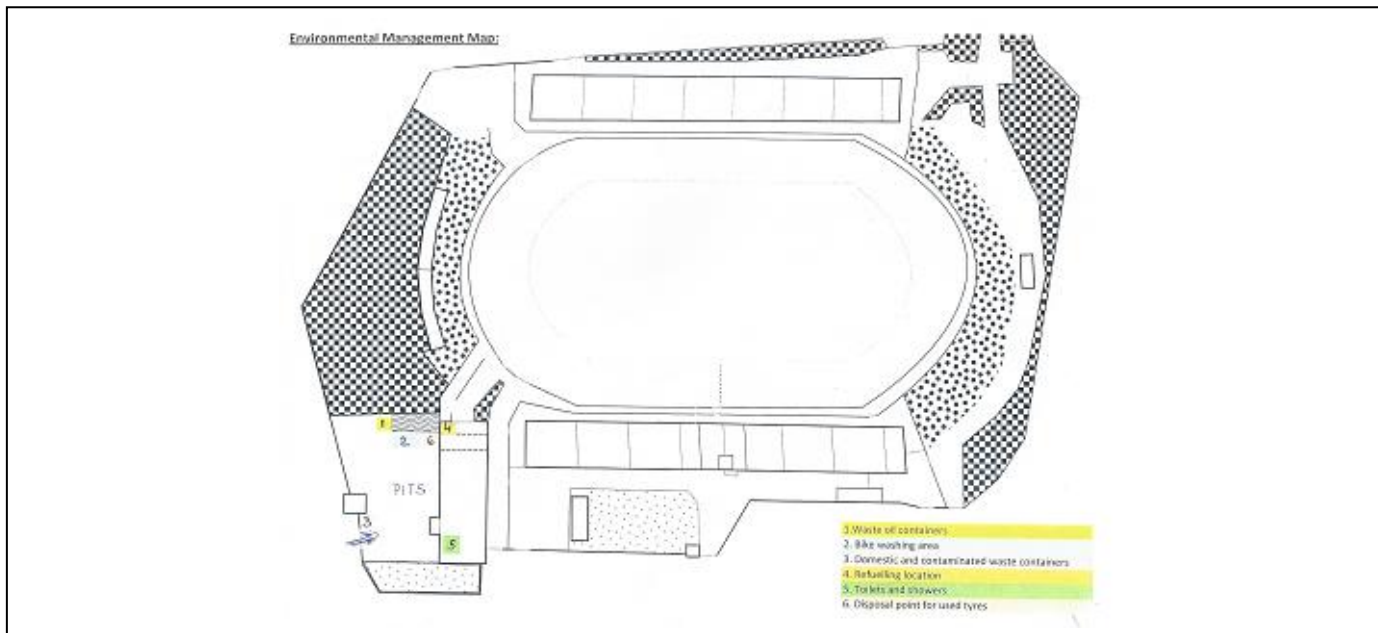 Environmental Management Map:
1
4
2 6
PITS
3
5
1.Waste oil containers
2. Bike washing area
3. Domestic and contaminated waste containers
4. Refuelling location
5. Toilets and showers
6. Disposal point for used tyres